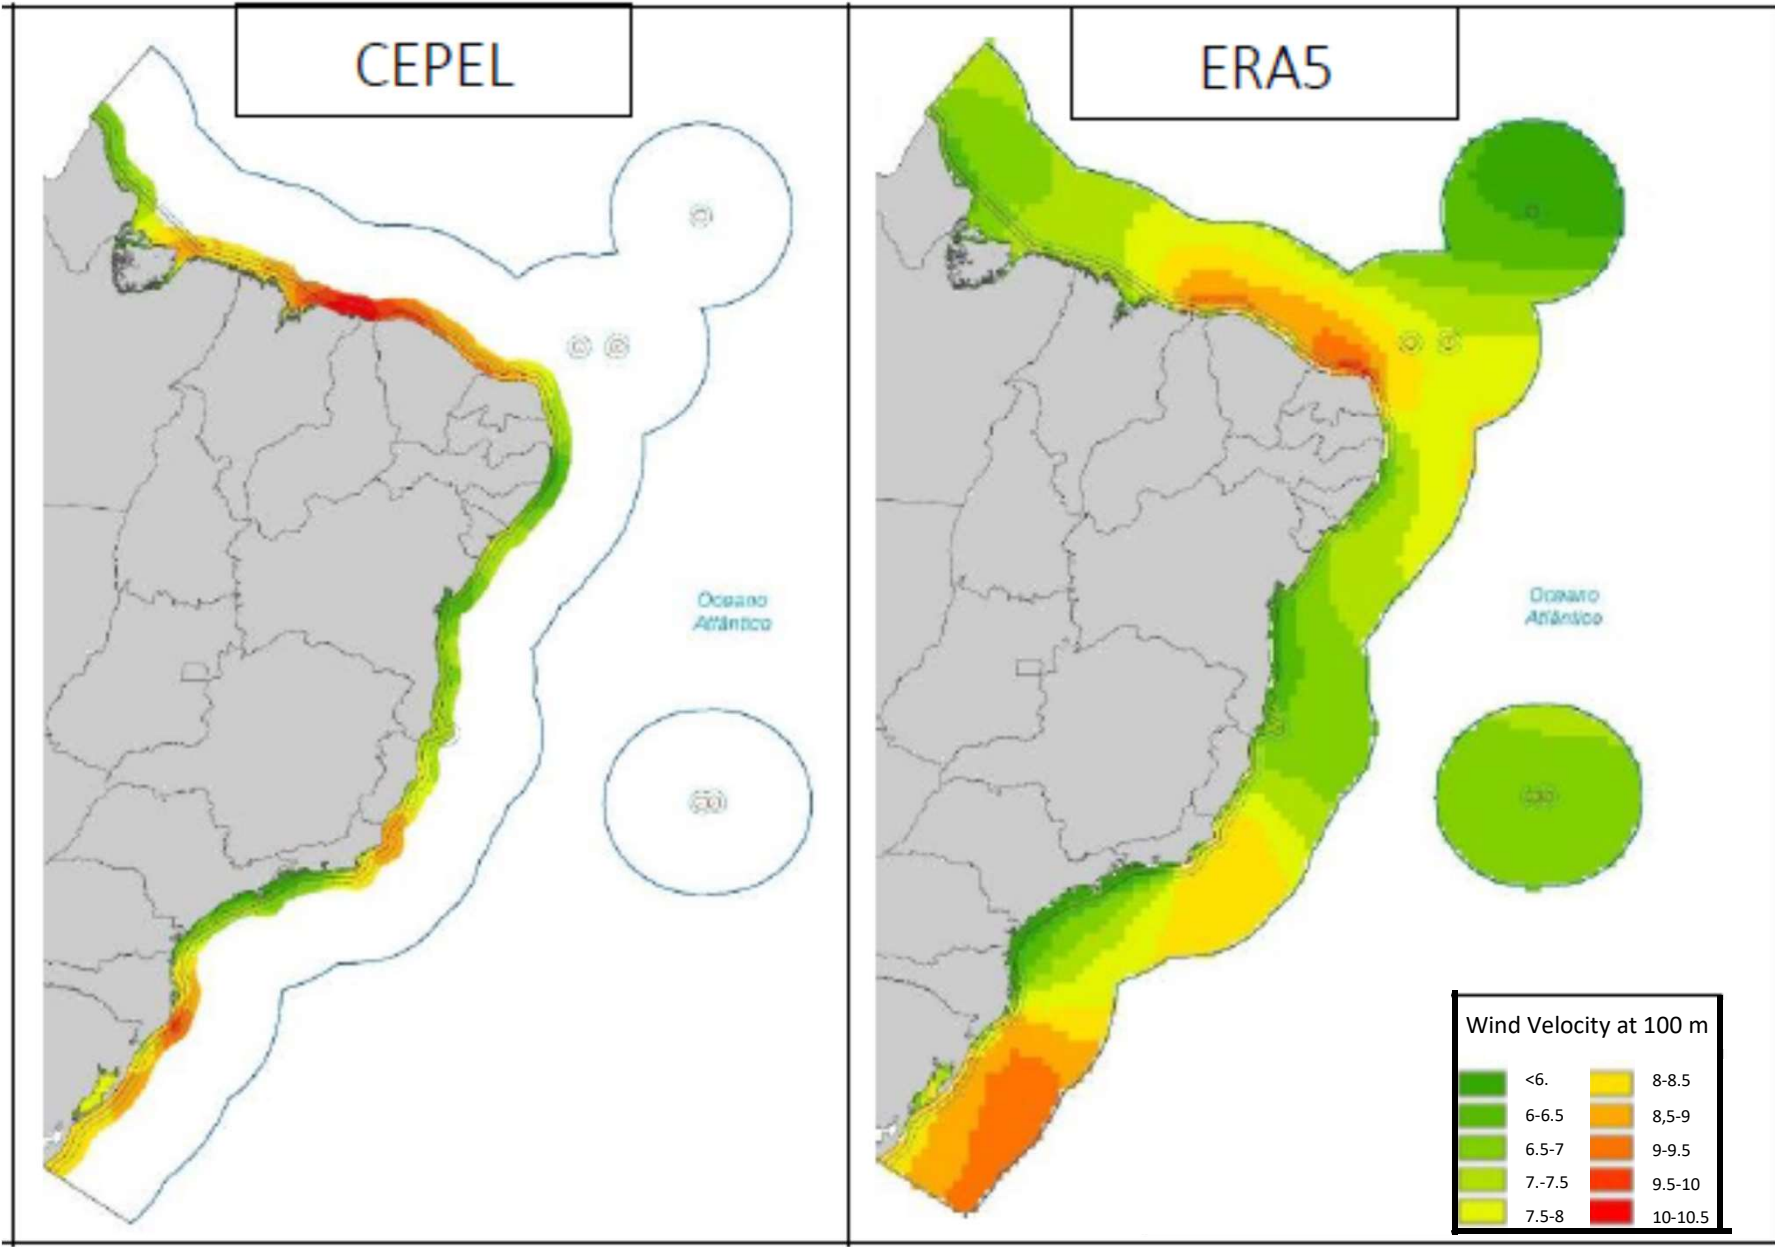 CEPEL
ERA5
Oceano
Atlântico
Oceano
Atlântico
Wind Velocity at 100 m
<6.
6-6.5
6.5-7
7.-7.5
7.5-8
8-8.5
8,5-9
9-9.5
9.5-10
10-10.5